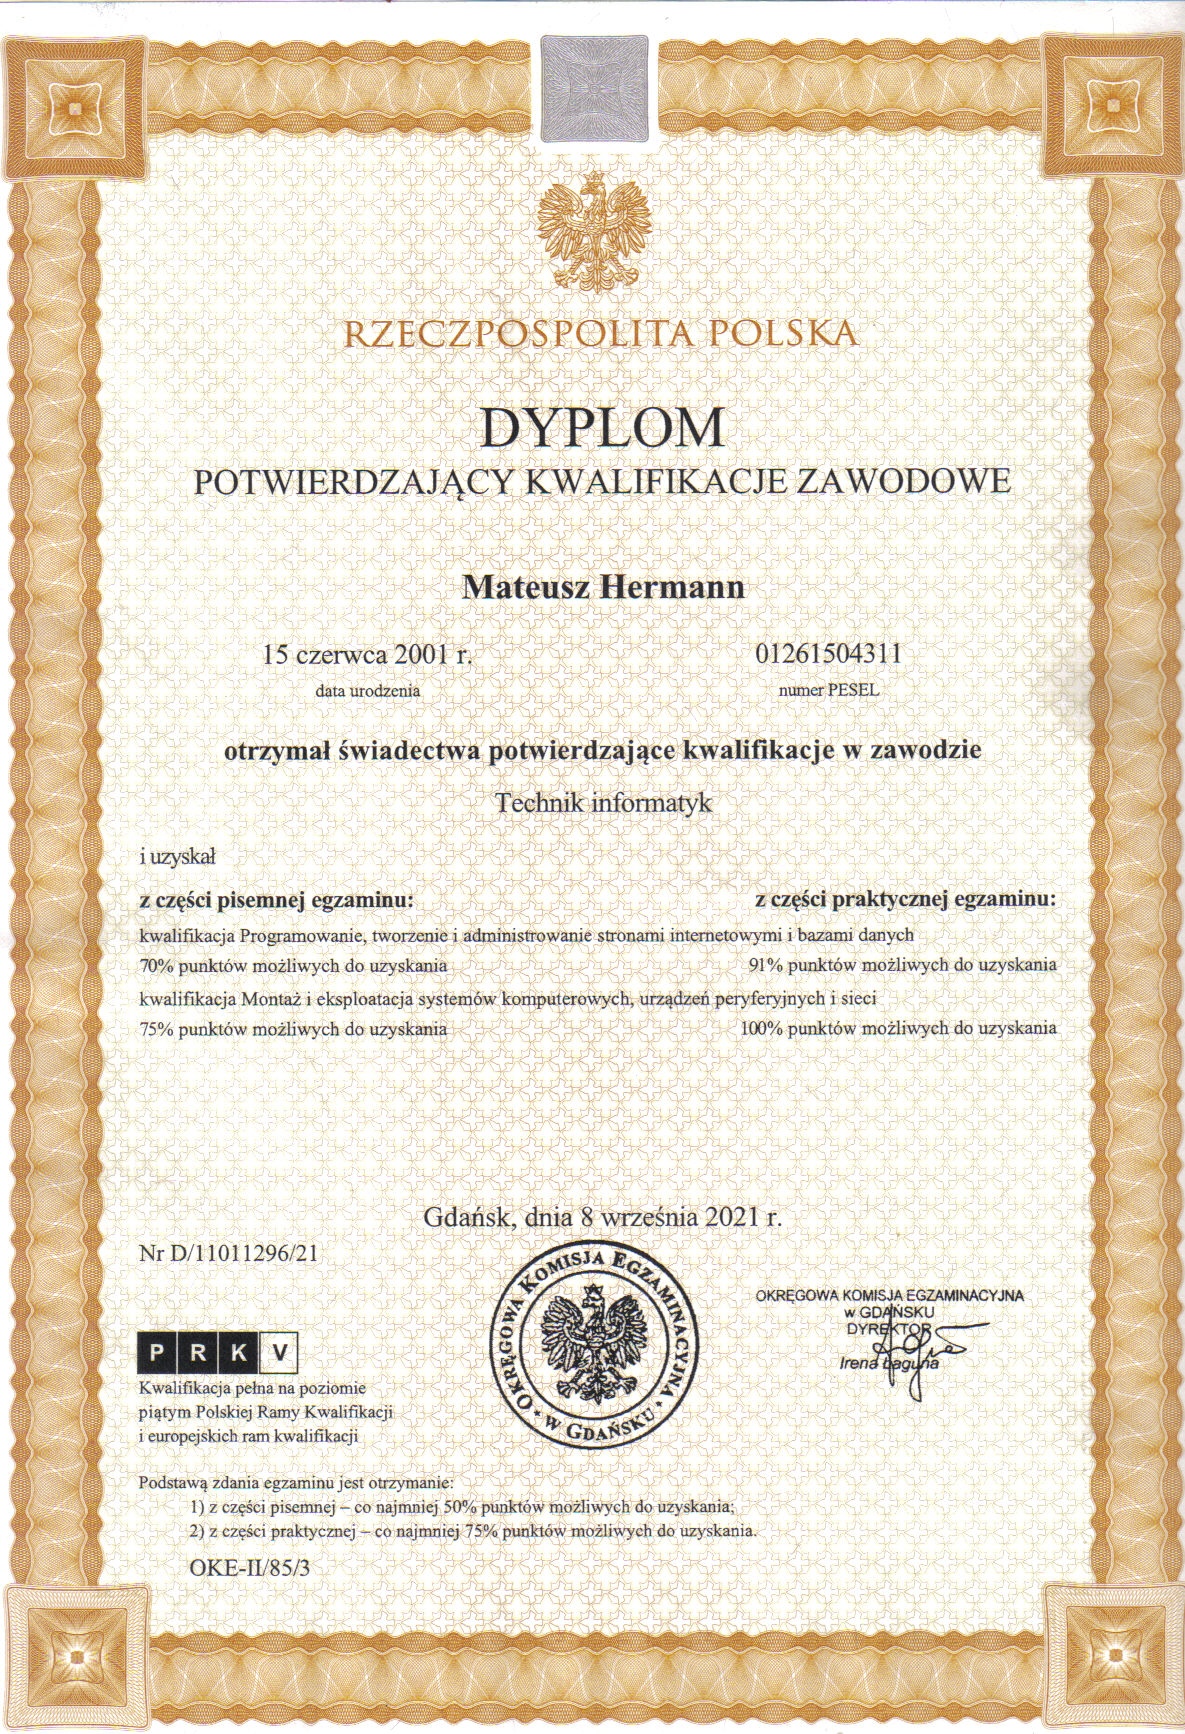 RZECZPOSPOLITA POLSKA
DYPLOM
POTWIERDZAJĄCY KWALIFIKACJE ZAWODOWE
Mateusz Hermann
15 czerwca 2001 r. 01261504311
data urodzenia numer PESEL
otrzymał świadectwa potwierdzające kwalifikacje w zawodzie
Technik informatyk
i uzyskał
z części pisemnej egzaminu: z części praktycznej egzaminu:
kwalifikacja Programowanie, tworzenie i administrowanie stronami internetowymi i bazami danych
70% punktów możliwych do uzyskania 91% punktów możliwych do uzyskania
kwalifikacja Montaż i eksploatacja systemów komputerowych, urządzeń peryferyjnych i sieci
75% punktów możliwych do uzyskania 100% punktów możliwych do uzyskania
Gdańsk, dnia 8 września 2021 r.
Nr D/11011296/21
OKRĘGOWA KOMISJA EGZAMINACYJNA
• W GDAŃSKU •
OKRĘGOWA KOMISJA EGZAMINACYJNA
w GDAŃSKU
DYREKTOR
Irena Łaguna
P R K V
Kwalifikacja pełna na poziomie
piątym Polskiej Ramy Kwalifikacji
i europejskich ram kwalifikacji
Podstawą zdania egzaminu jest otrzymanie:
1) z części pisemnej – co najmniej 50% punktów możliwych do uzyskania;
2) z części praktycznej – co najmniej 75% punktów możliwych do uzyskania.
OKE-II/85/3